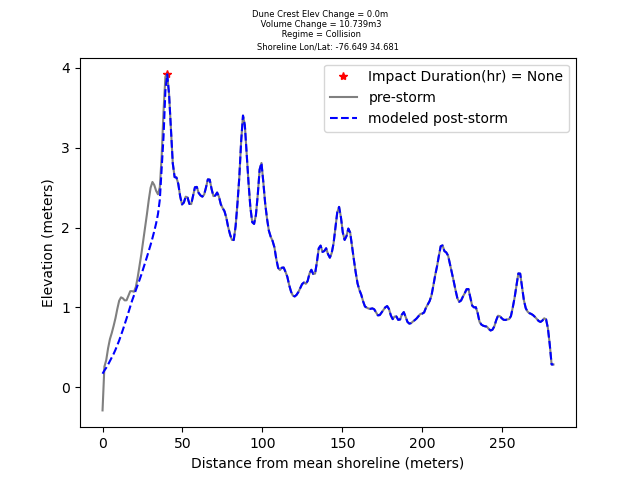 Dune Crest Elev Change = 0.0m
Volume Change = 10.739m3
Regime = Collision
Shoreline Lon/Lat: -76.649 34.681
Impact Duration(hr) = None
pre-storm
modeled post-storm
Elevation (meters)
4
3
2
1
0
0 50 100 150 200 250
Distance from mean shoreline (meters)